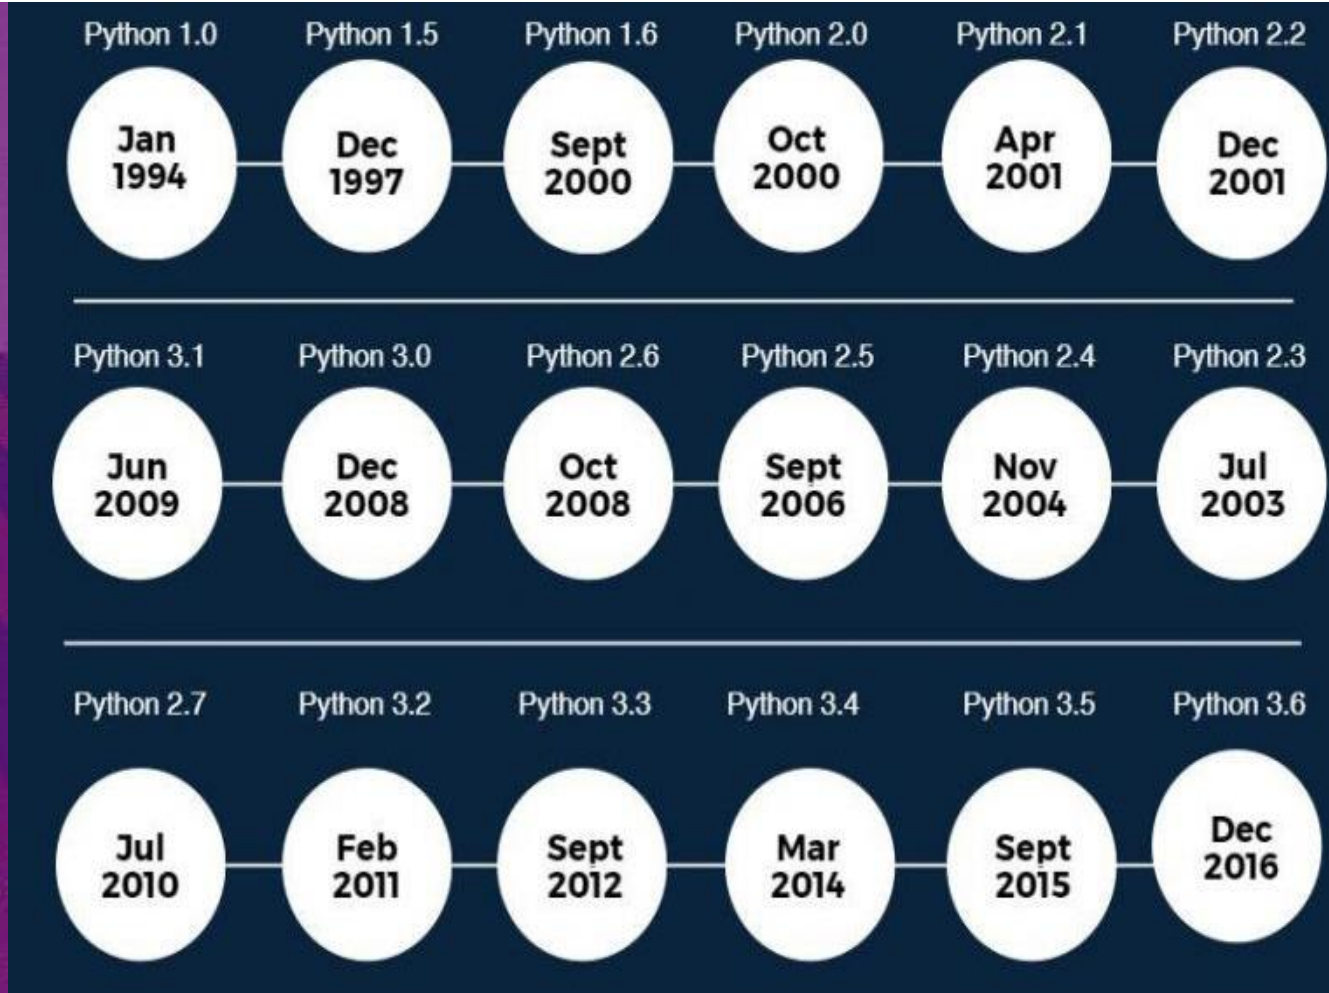 Python 1.0 Python 1.5 Python 1.6 Python 2.0 Python 2.1 Python 2.2
Jan Dec Sept Oct Apr Dec
1994 1997 2000 2000 2001 2001
Python 3.1 Python 3.0 Python 2.6 Python 2.5 Python 2.4 Python 2.3
Jun Dec Oct Sept Nov Jul
2009 2008 2008 2006 2004 2003
Python 2.7 Python 3.2 Python 3.3 Python 3.4 Python 3.5 Python 3.6
Jul Feb Sept Mar Sept Dec
2010 2011 2012 2014 2015 2016